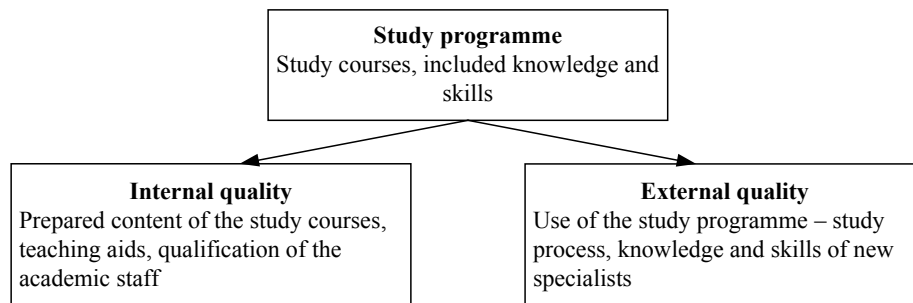 Study programme
Study courses, included knowledge and
skills
Internal quality
Prepared content of the study courses,
teaching aids, qualification of the
academic staff
External quality
Use of the study programme – study
process, knowledge and skills of new
specialists